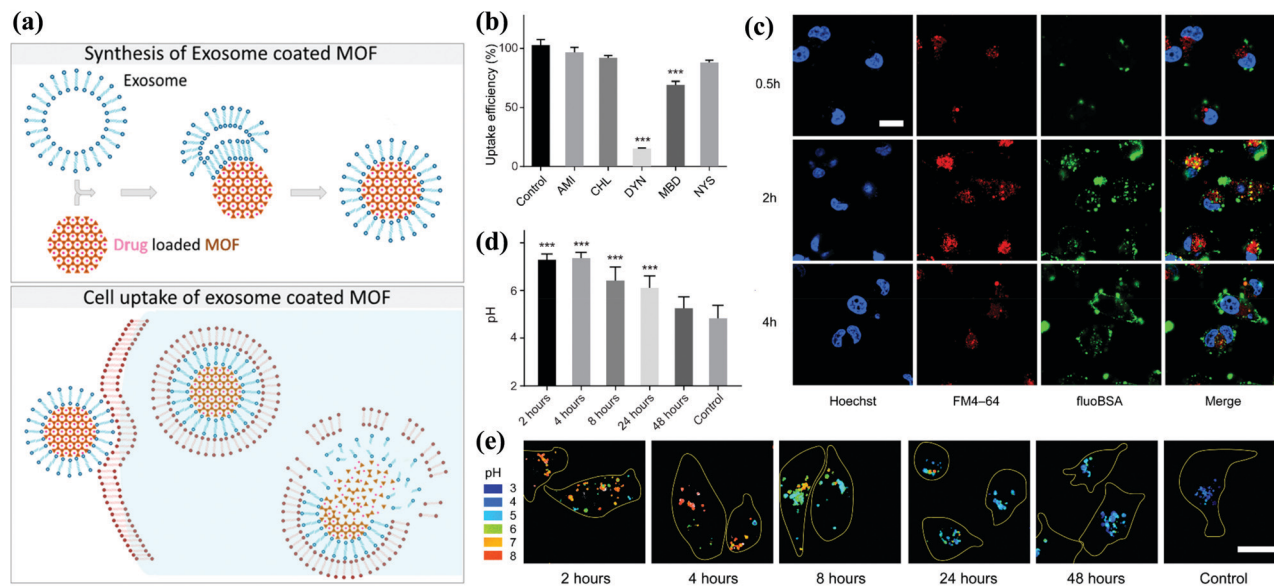 (a)
Synthesis of Exosome coated MOF
Exosome
Drug loaded MOF
Cell uptake of exosome coated MOF
(b)
Uptake efficiency (%)
100
50
0
***
***
Control
AMI
CHL
DYN
MBD
NYS
(c)
0.5h
2h
4h
Hoechst
FM4–64
fluoBSA
Merge
(d)
pH
6
4
2
***
***
***
***
2 hours
4 hours
8 hours
24 hours
48 hours
Control
(e)
pH
3
4
5
6
7
8
2 hours
4 hours
8 hours
24 hours
48 hours
Control